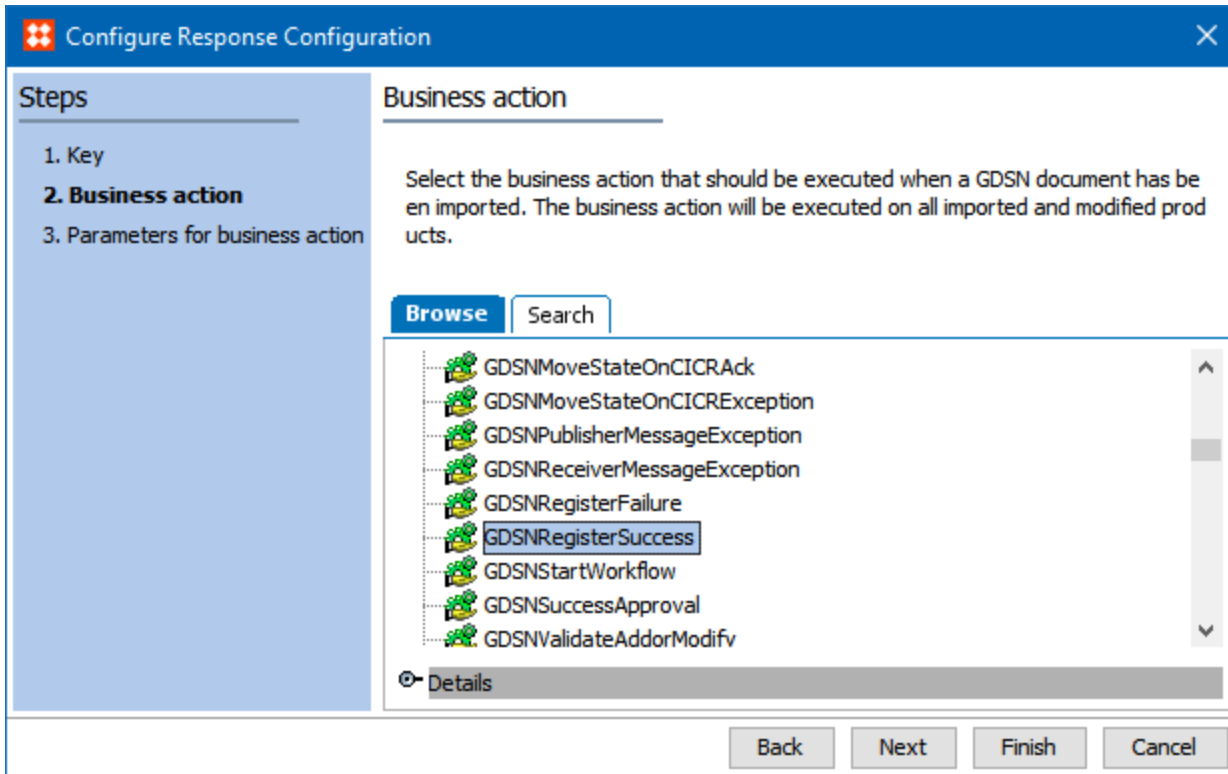 Configure Response Configuration
Steps
1. Key
2. Business action
3. Parameters for business action
Business action
Select the business action that should be executed when a GDSN document has be
en imported. The business action will be executed on all imported and modified prod
ucts.
Browse
Search
GDSNMoveStateOnCICRAck
GDSNMoveStateOnCICRException
GDSNPublisherMessageException
GDSNReceiverMessageException
GDSNRegisterFailure
GDSNRegisterSuccess
GDSNStartWorkflow
GDSNSuccessApproval
GDSNValidateAddorModify
Details
Back
Next
Finish
Cancel